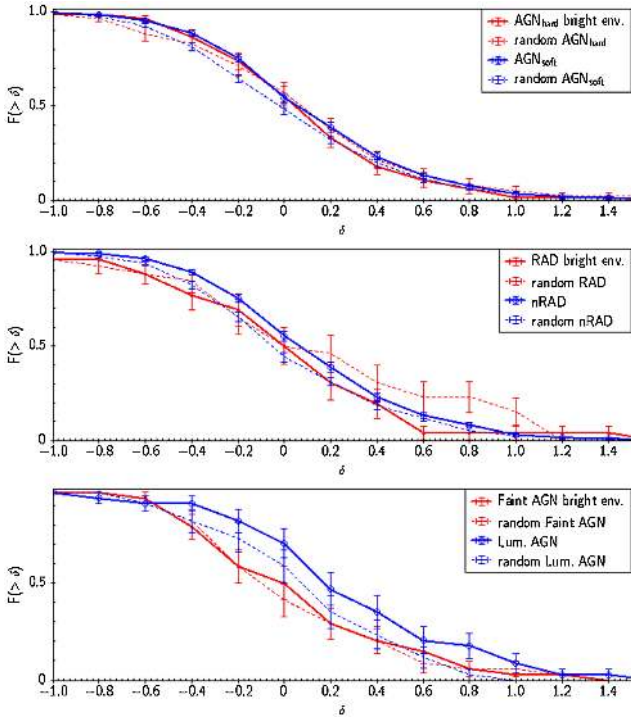 1.0
0.5
0
F(> δ)
−1.0 −0.8 −0.6 −0.4 −0.2 0 0.2 0.4 0.6 0.8 1.0 1.2 1.4
δ
AGNhard bright env.
random AGNhard
AGNsoft
random AGNsoft
1.0
0.5
0
F(> δ)
−1.0 −0.8 −0.6 −0.4 −0.2 0 0.2 0.4 0.6 0.8 1.0 1.2 1.4
δ
RAD bright env.
random RAD
nRAD
random nRAD
0.5
0
F(> δ)
−1.0 −0.8 −0.6 −0.4 −0.2 0 0.2 0.4 0.6 0.8 1.0 1.2 1.4
δ
Faint AGN bright env.
random Faint AGN
Lum. AGN
random Lum. AGN